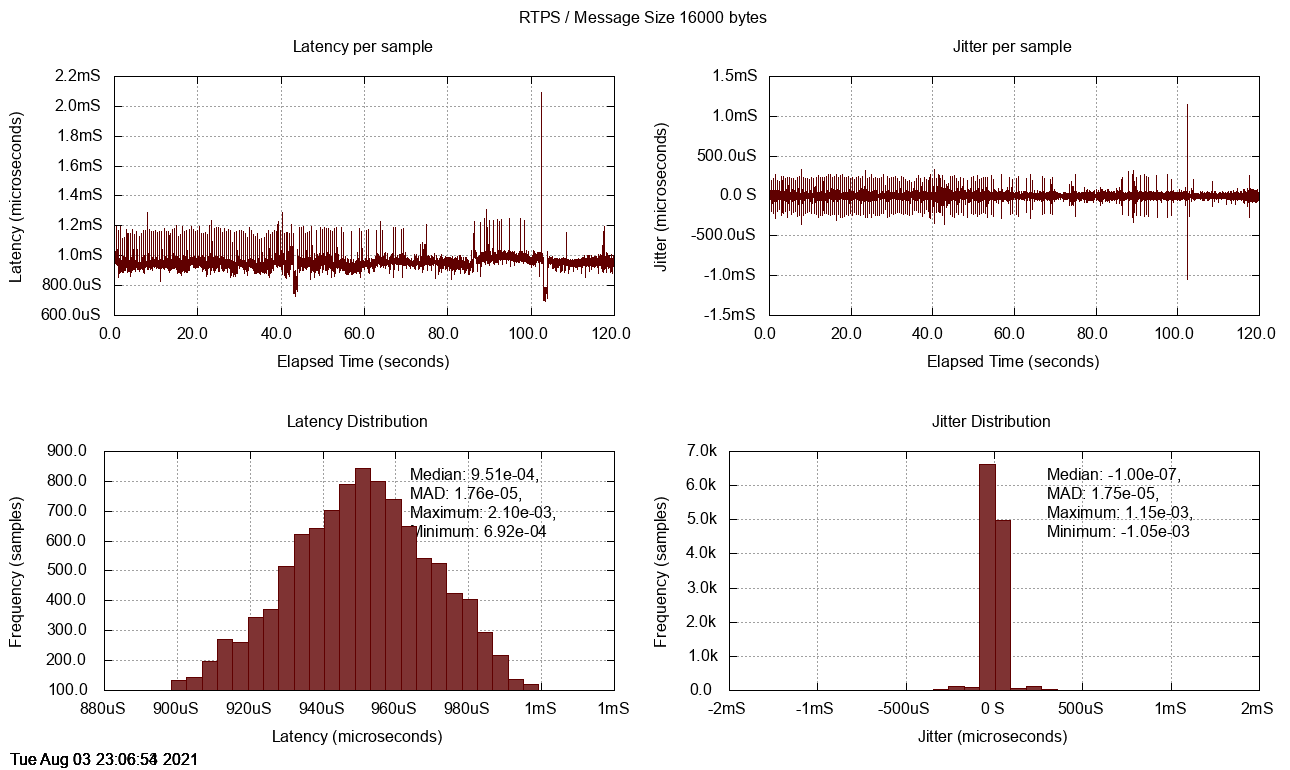 RTPS / Message Size 16000 bytes
Latency per sample
2.2mS
2.0mS
1.8mS
1.6mS
1.4mS
1.2mS
1.0mS
800.0uS
600.0uS
Latency (microseconds)
0.0 20.0 40.0 60.0 80.0 100.0 120.0
Elapsed Time (seconds)
Jitter per sample
1.5mS
1.0mS
500.0uS
0.0 S
-500.0uS
-1.0mS
-1.5mS
Jitter (microseconds)
0.0 20.0 40.0 60.0 80.0 100.0 120.0
Elapsed Time (seconds)
Latency Distribution
900.0
800.0
700.0
600.0
500.0
400.0
300.0
200.0
100.0
Frequency (samples)
Median: 9.51e-04,
MAD: 1.76e-05,
Maximum: 2.10e-03,
Minimum: 6.92e-04
880uS 900uS 920uS 940uS 960uS 980uS 1mS 1mS
Latency (microseconds)
Jitter Distribution
7.0k
6.0k
5.0k
4.0k
3.0k
2.0k
1.0k
0.0
Frequency (samples)
Median: -1.00e-07,
MAD: 1.75e-05,
Maximum: 1.15e-03,
Minimum: -1.05e-03
-2mS -1mS -500uS 0 S 500uS 1mS 2mS
Jitter (microseconds)
Tue Aug 03 2021